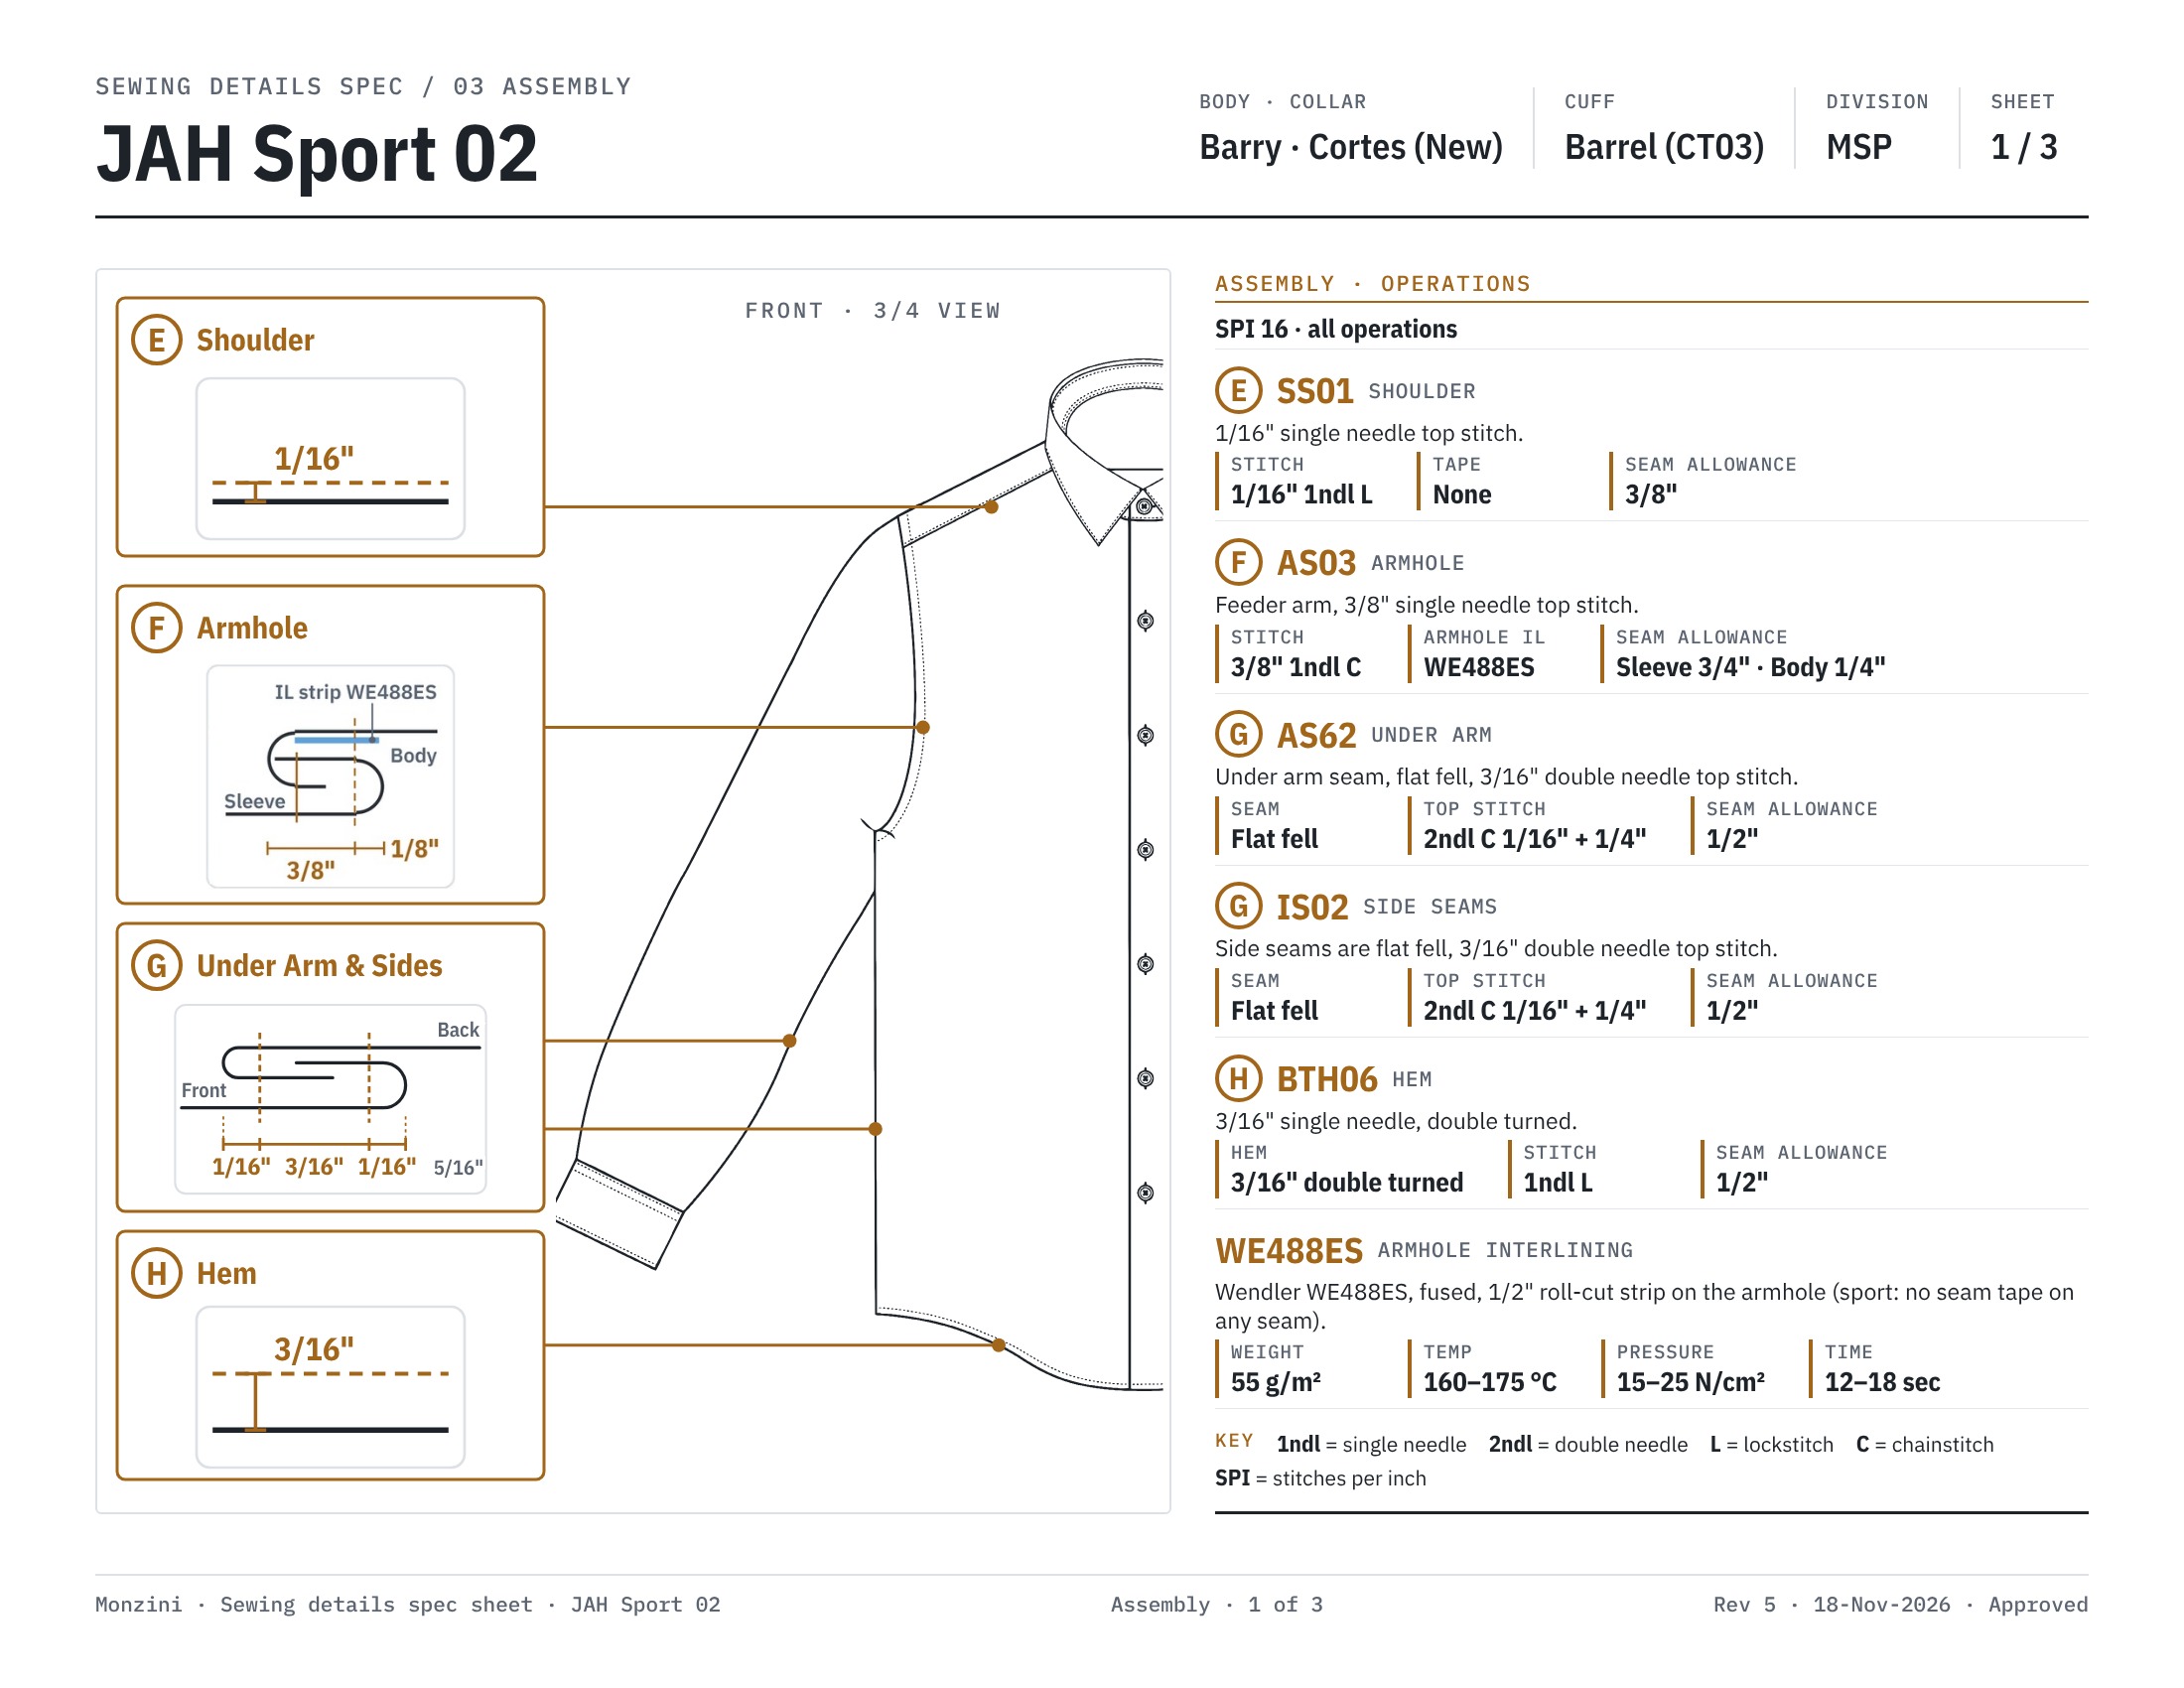 SEWING DETAILS SPEC / 03 ASSEMBLY
JAH Sport 02
BODY · COLLAR
Barry · Cortes (New)
CUFF
Barrel (CT03)
DIVISION
MSP
SHEET
1 / 3
FRONT · 3/4 VIEW
E Shoulder
1/16"
F Armhole
IL strip WE488ES
Body
Sleeve
1/8"
3/8"
G Under Arm & Sides
Back
Front
1/16" 3/16" 1/16" 5/16"
H Hem
3/16"
ASSEMBLY · OPERATIONS
SPI 16 · all operations
E SS01 SHOULDER
1/16" single needle top stitch.
STITCH TAPE SEAM ALLOWANCE
1/16" 1ndl L None 3/8"
F AS03 ARMHOLE
Feeder arm, 3/8" single needle top stitch.
STITCH ARMHOLE IL SEAM ALLOWANCE
3/8" 1ndl C WE488ES Sleeve 3/4" · Body 1/4"
G AS62 UNDER ARM
Under arm seam, flat fell, 3/16" double needle top stitch.
SEAM TOP STITCH SEAM ALLOWANCE
Flat fell 2ndl C 1/16" + 1/4" 1/2"
G IS02 SIDE SEAMS
Side seams are flat fell, 3/16" double needle top stitch.
SEAM TOP STITCH SEAM ALLOWANCE
Flat fell 2ndl C 1/16" + 1/4" 1/2"
H BTH06 HEM
3/16" single needle, double turned.
HEM STITCH SEAM ALLOWANCE
3/16" double turned 1ndl L 1/2"
WE488ES ARMHOLE INTERLINING
Wendler WE488ES, fused, 1/2" roll-cut strip on the armhole (sport: no seam tape on
any seam).
WEIGHT TEMP PRESSURE TIME
55 g/m² 160–175 °C 15–25 N/cm² 12–18 sec
KEY 1ndl = single needle 2ndl = double needle L = lockstitch C = chainstitch
SPI = stitches per inch
Monzini · Sewing details spec sheet · JAH Sport 02
Assembly · 1 of 3
Rev 5 · 18-Nov-2026 · Approved